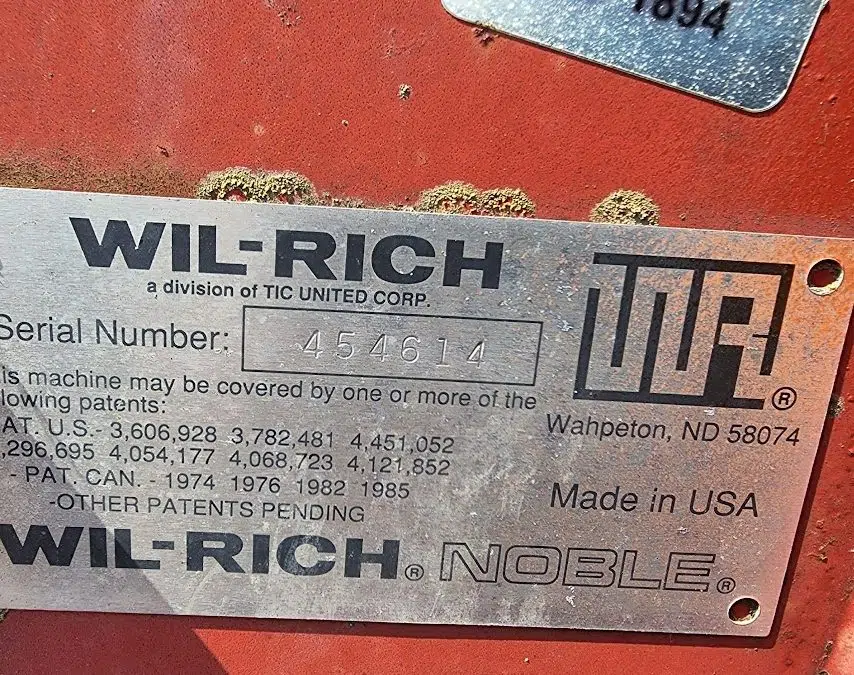 1894
WIL-RICH
a division of TIC UNITED CORP.
Serial Number: 454614
is machine may be covered by one or more of the
lowing patents:
AT. U.S.- 3,606,928 3,782,481 4,451,052
,296,695 4,054,177 4,068,723 4,121,852
- PAT. CAN. - 1974 1976 1982 1985
-OTHER PATENTS PENDING
WR®
Wahpeton, ND 58074
Made in USA
WIL-RICH® NOBLE®